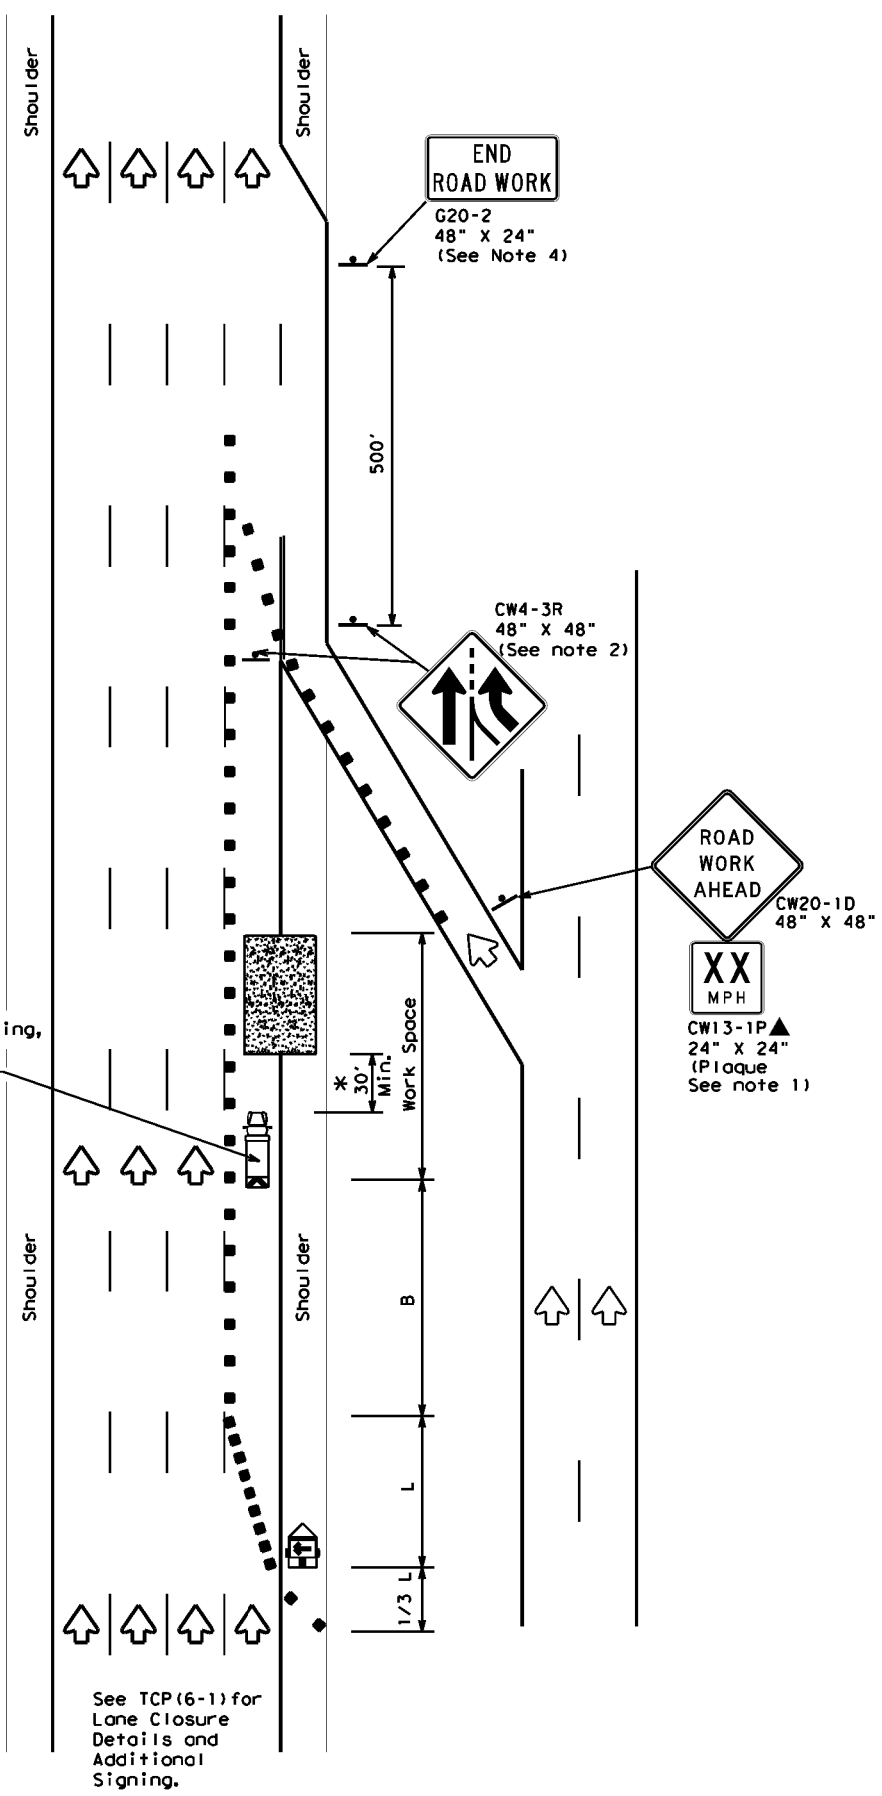 Shoulder
Shoulder
END
ROAD WORK
G20-2
48" X 24"
(See Note 4)
500'
CW4-3R
48" X 48"
(See note 2)
ROAD
WORK
AHEAD
CW20-1D
48" X 48"
XX
MPH
CW13-1P▲
24" X 24"
(Plaque
See note 1)
ing,
Work Space
*
30'
Min.
Shoulder
Shoulder
B
L
1/3 L
See TCP(6-1)for
Lane Closure
Details and
Additional
Signing.